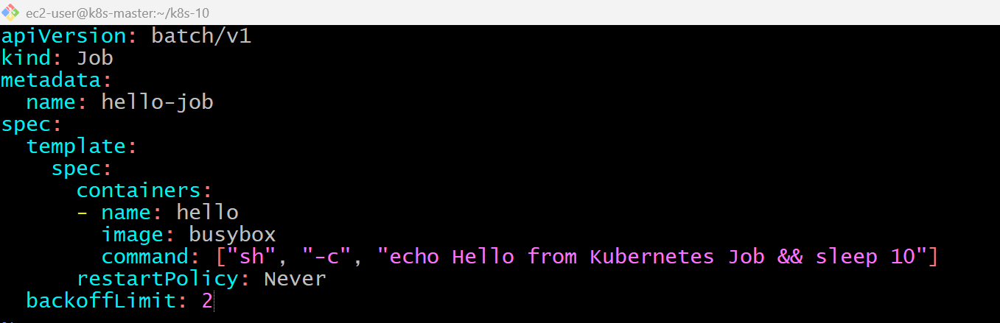 ec2-user@k8s-master:~/k8s-10
apiVersion: batch/v1
kind: Job
metadata:
  name: hello-job
spec:
  template:
    spec:
      containers:
      - name: hello
        image: busybox
        command: ["sh", "-c", "echo Hello from Kubernetes Job && sleep 10"]
      restartPolicy: Never
  backoffLimit: 2